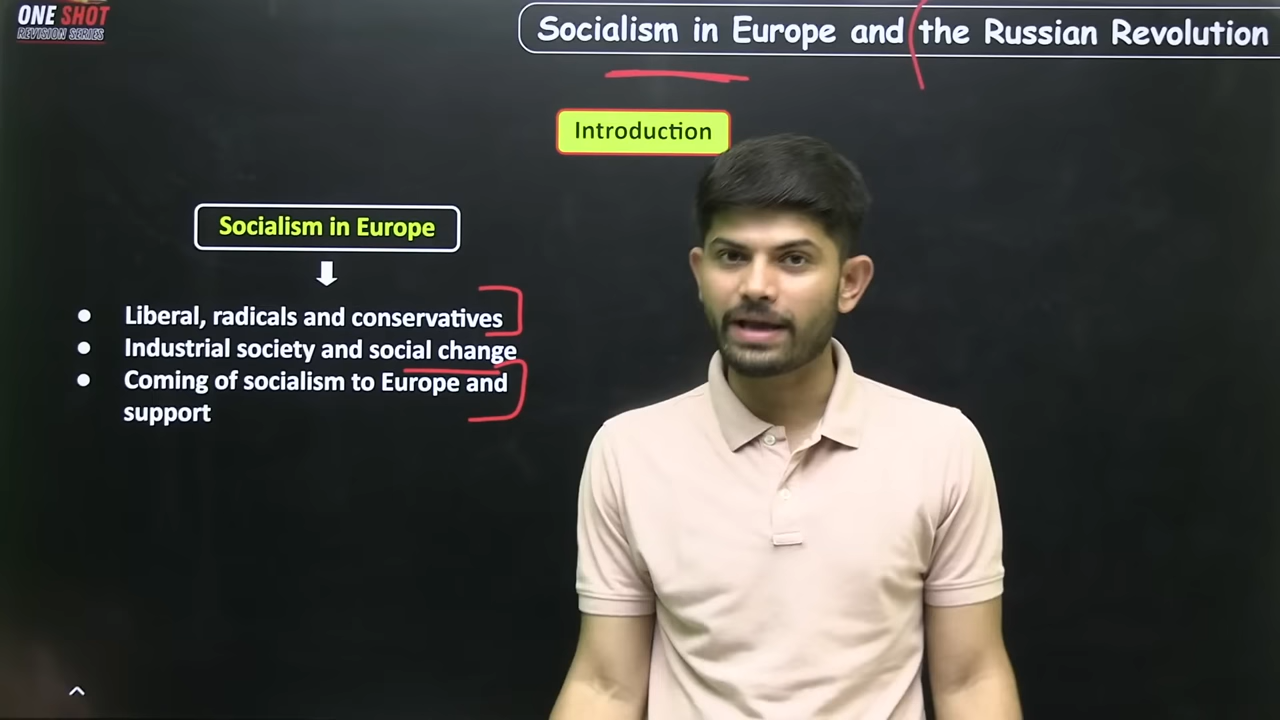 ONE SHOT
REVISION SERIES
Socialism in Europe and the Russian Revolution
Introduction
Socialism in Europe
● Liberal, radicals and conservatives
● Industrial society and social change
● Coming of socialism to Europe and
support